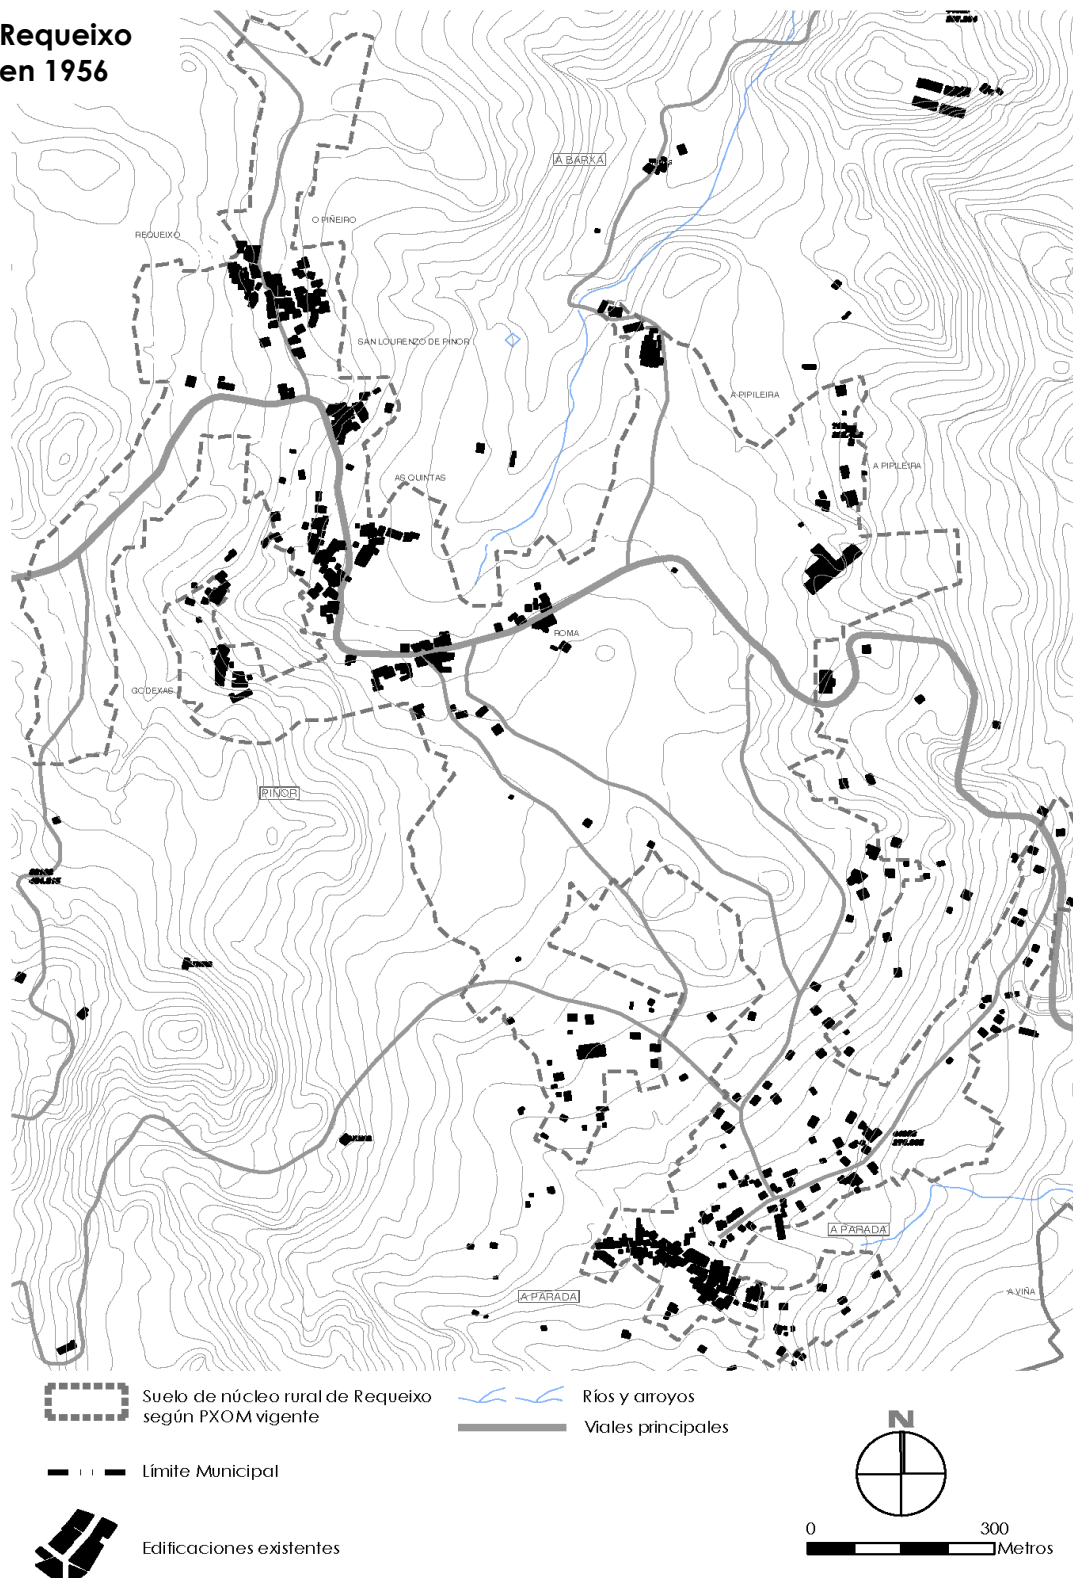 Requeixo
en 1956
A BARXA
O PIÑEIRO
REQUEIXO
SAN LOURENZO DE PIÑOR
A PIPILEIRA
A PIPILEIRA
AS QUINTAS
ROMA
GODEXAS
PIÑOR
A PARADA
A PARADA
A VIÑA
Suelo de núcleo rural de Requeixo
según PXOM vigente
Ríos y arroyos
Viales principales
Límite Municipal
Edificaciones existentes
N
0 300
Metros